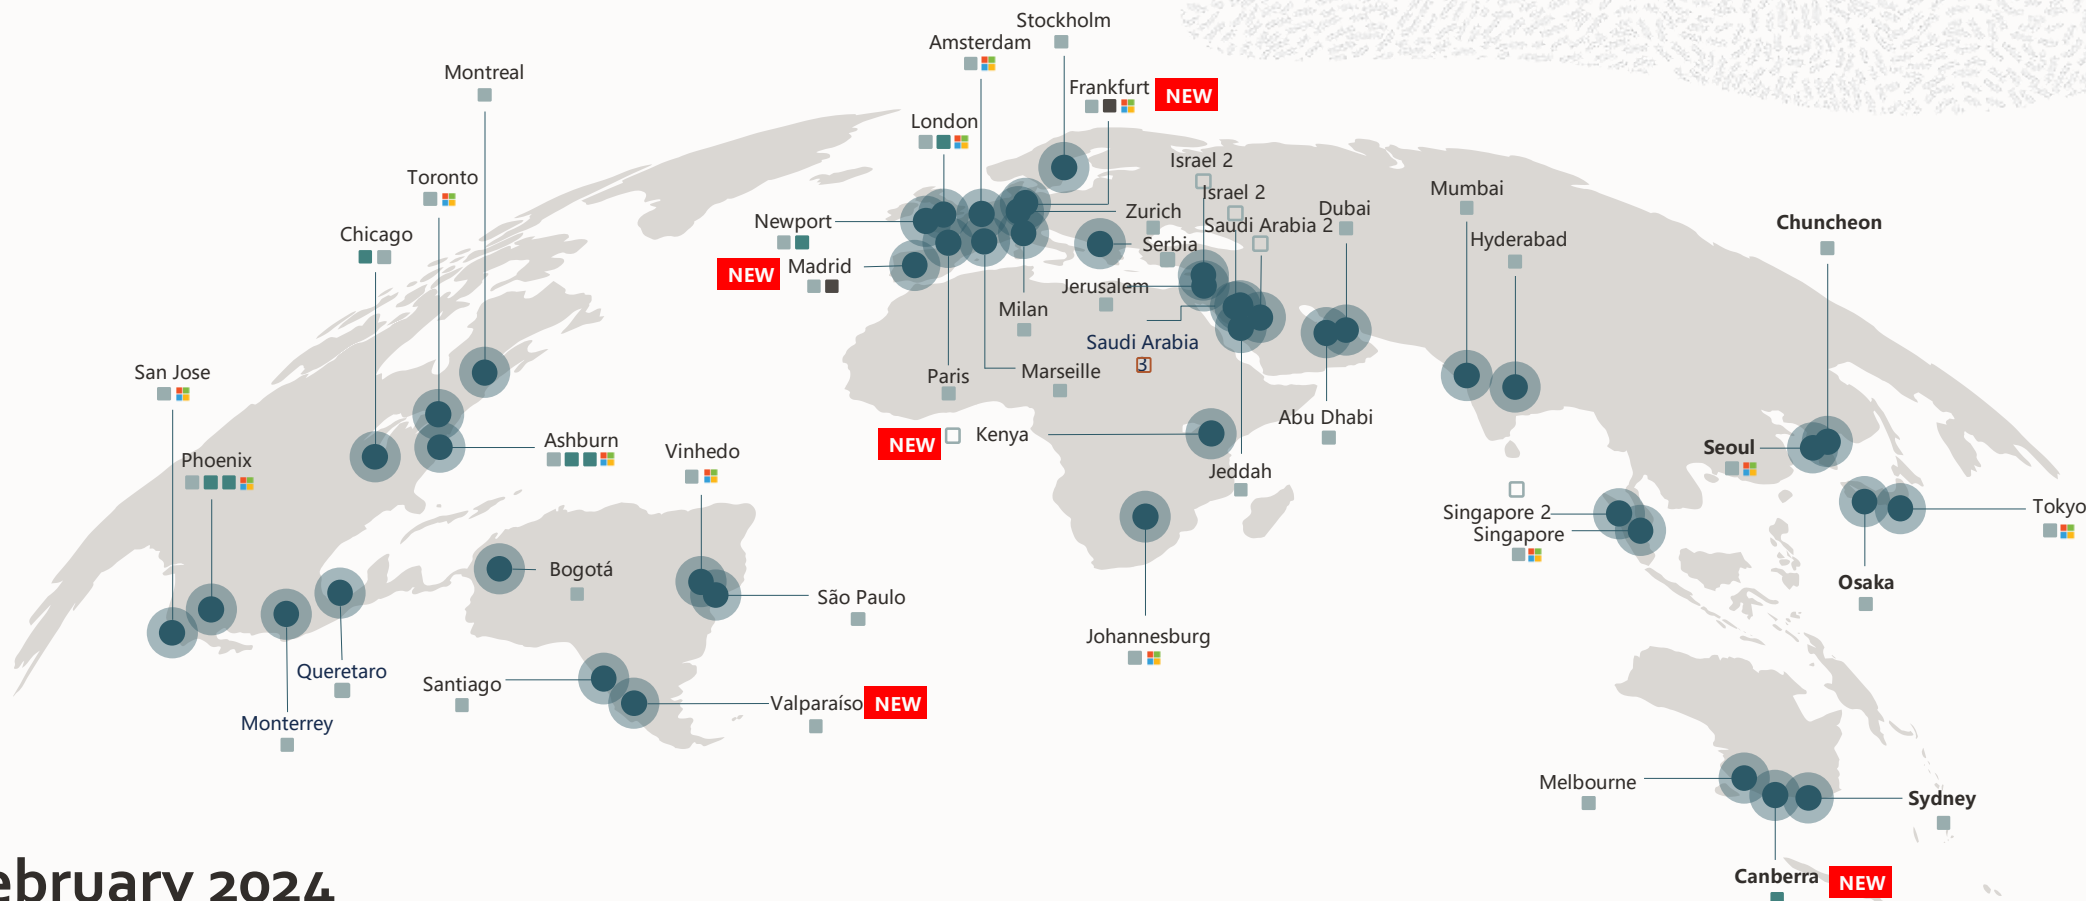 Stockholm
Amsterdam
Montreal
Frankfurt NEW
London
Israel 2
Toronto
Israel 2
Mumbai
Dubai
Zurich
Newport
Saudi Arabia 2
Chuncheon
Chicago
Hyderabad
Serbia
NEW Madrid
Jerusalem
Milan
Saudi Arabia
3
San Jose
Paris
Marseille
Abu Dhabi
Kenya
NEW
Ashburn
Seoul
Vinhedo
Phoenix
Jeddah
Tokyo
Singapore 2
Singapore
Bogotá
Osaka
São Paulo
Johannesburg
Queretaro
Santiago
Valparaíso NEW
Monterrey
Melbourne
Sydney
Canberra NEW
ebruary 2024